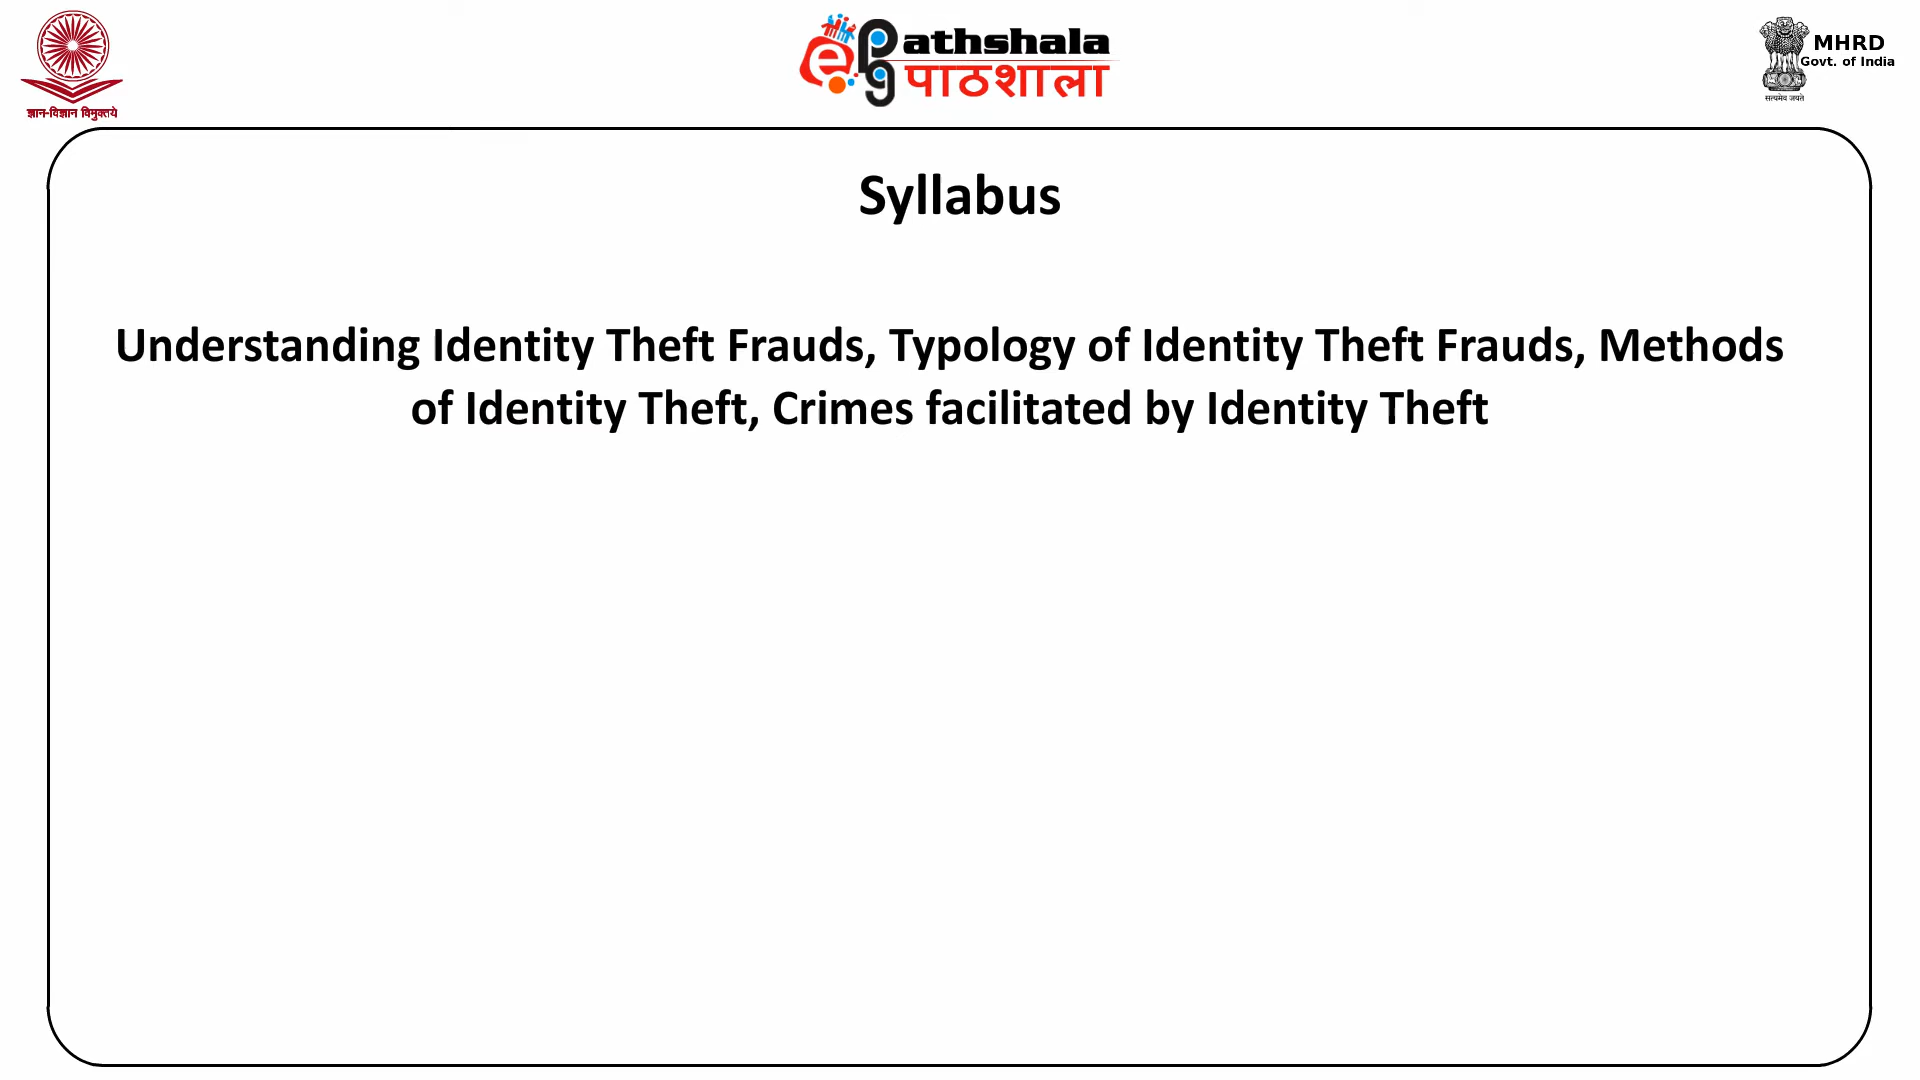 ज्ञान-विज्ञान विमुक्तये
e pg athshala
पाठशाला
MHRD
Govt. of India
सत्यमेव जयते
Syllabus
Understanding Identity Theft Frauds, Typology of Identity Theft Frauds, Methods
of Identity Theft, Crimes facilitated by Identity Theft